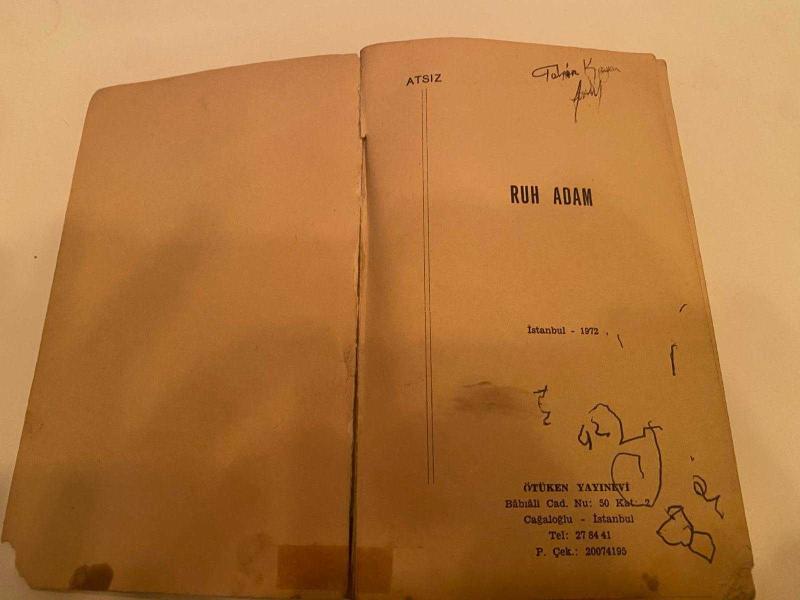 ATSIZ
RUH ADAM
İstanbul - 1972
ÖTÜKEN YAYINEVİ
Bâbıâli Cad. Nu: 50 Kat: 2
Cağaloğlu - İstanbul
Tel: 27 84 41
P. Çek.: 20074195